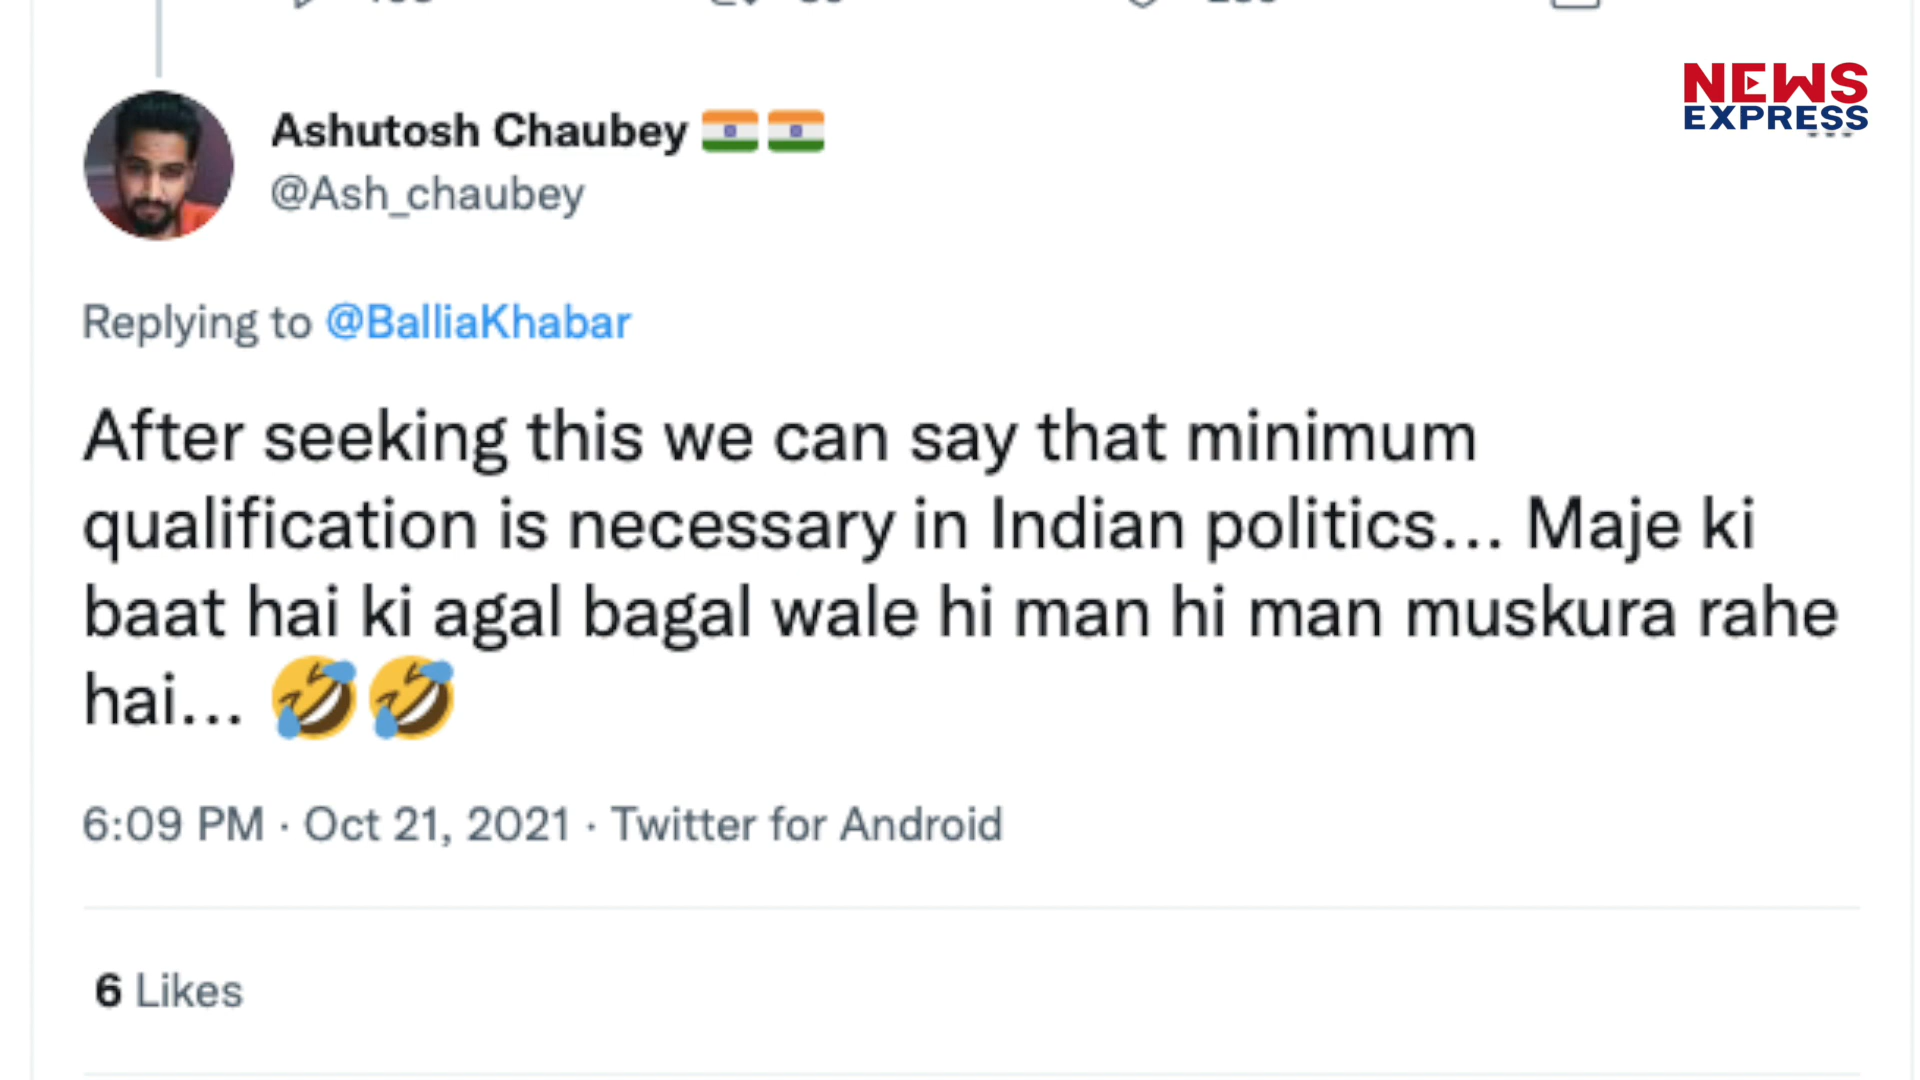 NEWS
EXPRESS
Ashutosh Chaubey 🇮🇳🇮🇳
@Ash_chaubey
Replying to @BalliaKhabar
After seeking this we can say that minimum
qualification is necessary in Indian politics... Maje ki
baat hai ki agal bagal wale hi man hi man muskura rahe
hai... 🤣🤣
6:09 PM · Oct 21, 2021 · Twitter for Android
6 Likes